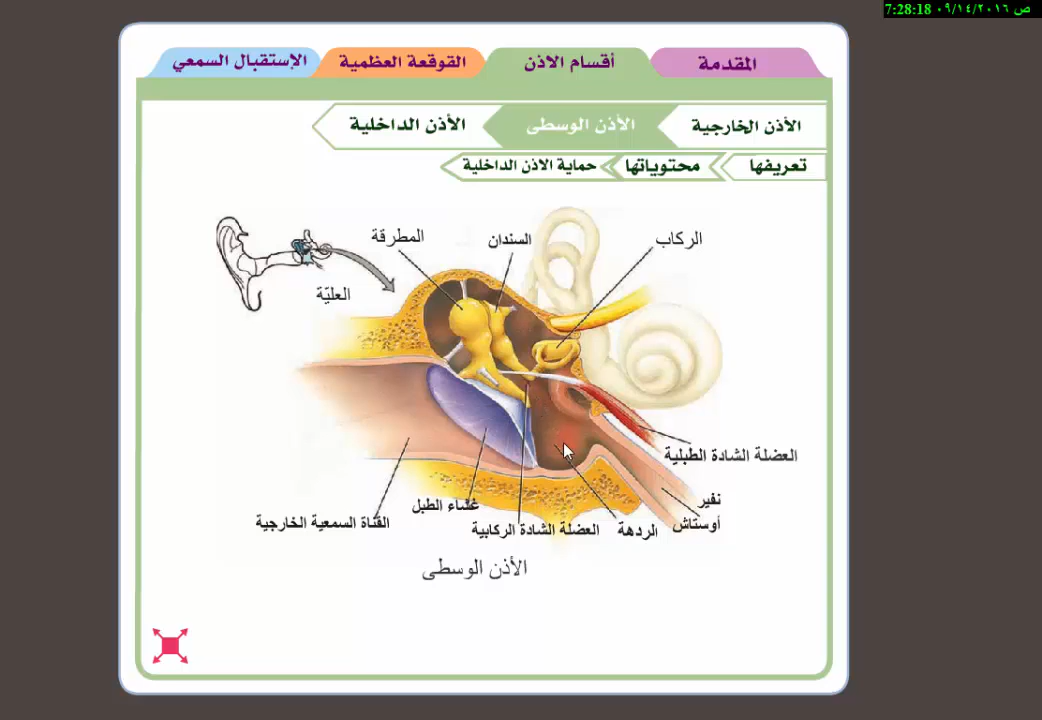 ص ٠٩/١٤/٢٠١٦ 7:28:18
المقدمة
أقسام الاذن
القوقعة العظمية
الإستقبال السمعي
الأذن الخارجية
الأذن الوسطى
الأذن الداخلية
تعريفها
محتوياتها
حماية الاذن الداخلية
الركاب
السندان
المطرقة
العليّة
العضلة الشادة الطبلية
نفير
أوستاش
الردهة
العضلة الشادة الركابية
غشاء الطبل
القناة السمعية الخارجية
الأذن الوسطى